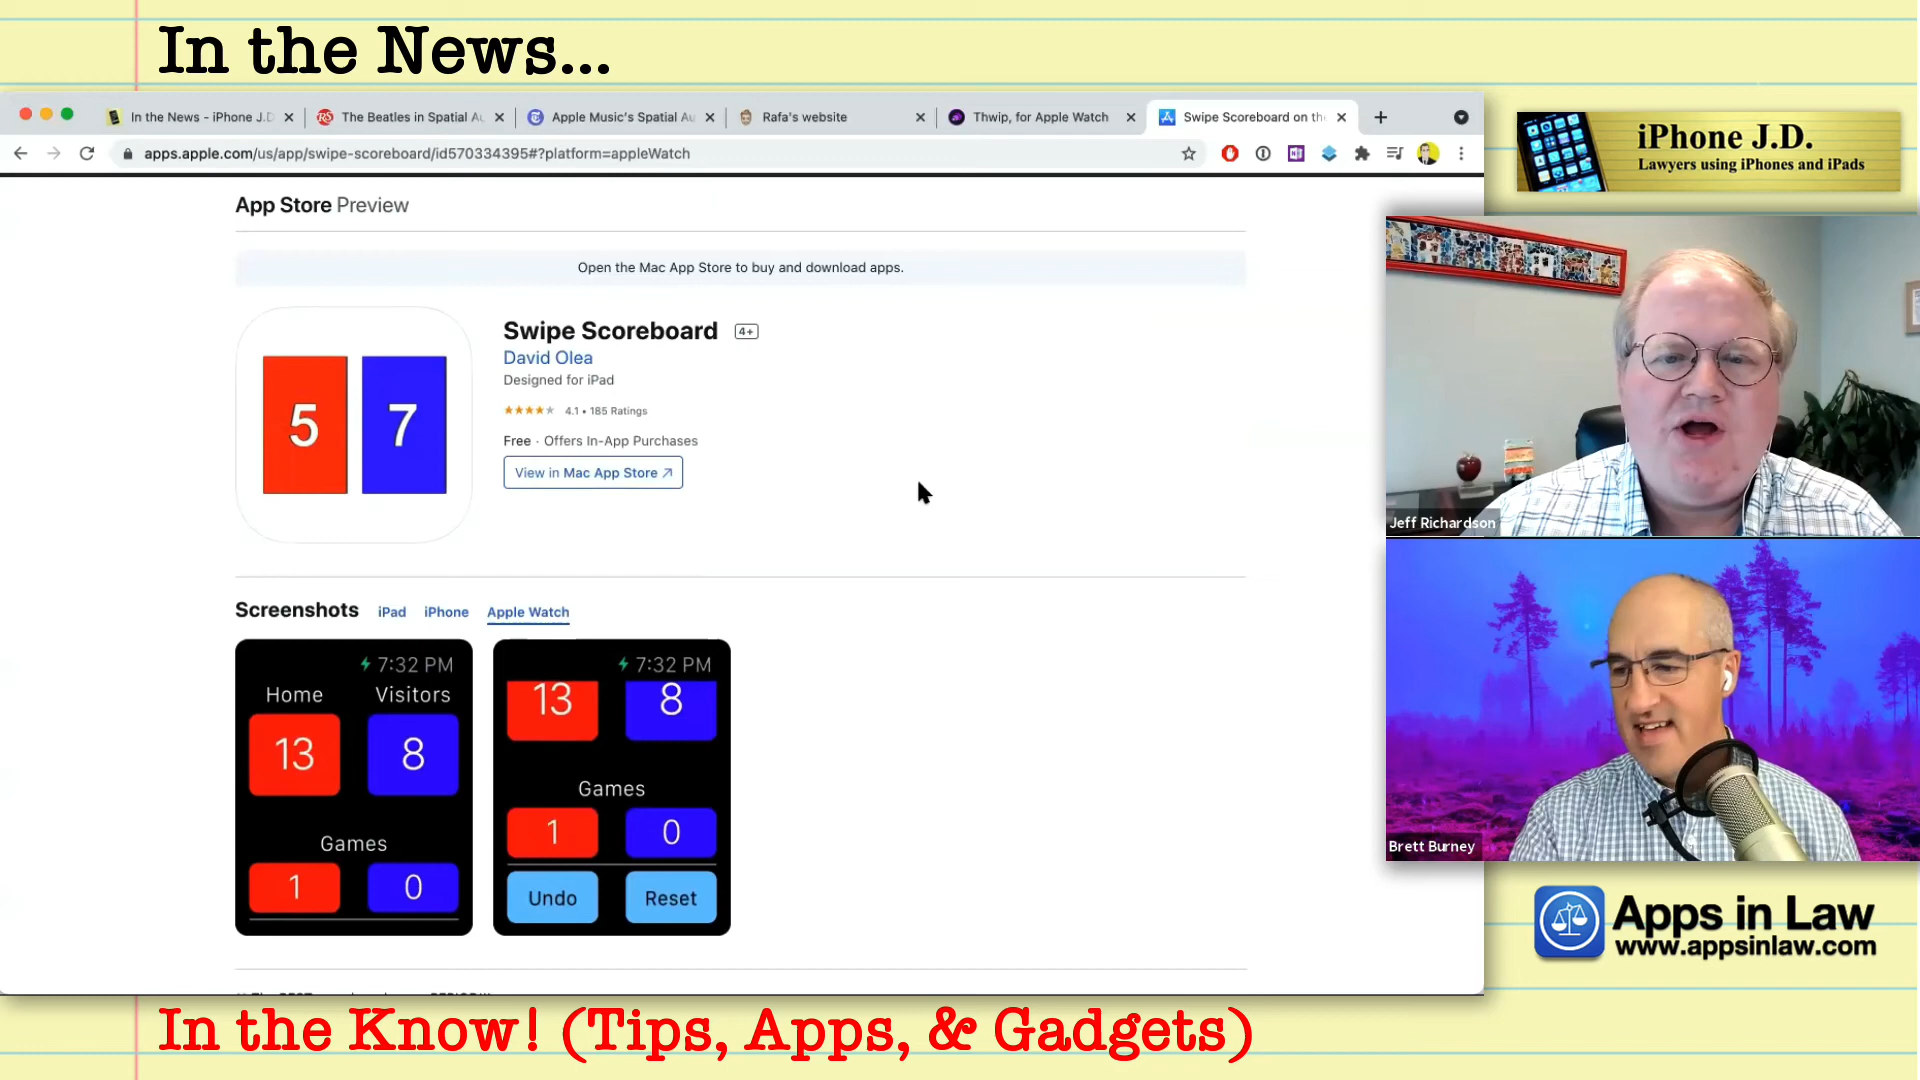 In the News...
In the News - iPhone J.D
The Beatles in Spatial Au
Apple Music's Spatial Au
Rafa's website
Thwip, for Apple Watch
Swipe Scoreboard on the
apps.apple.com/us/app/swipe-scoreboard/id570334395#?platform=appleWatch
iPhone J.D.
Lawyers using iPhones and iPads
App Store Preview
Open the Mac App Store to buy and download apps.
5 7
Swipe Scoreboard 4+
David Olea
Designed for iPad
4.1 • 185 Ratings
Free · Offers In-App Purchases
View in Mac App Store
Jeff Richardson
Screenshots iPad iPhone Apple Watch
7:32 PM
Home Visitors
13 8
Games
1 0
7:32 PM
13 8
Games
1 0
Undo Reset
Brett Burney
Apps in Law
www.appsinlaw.com
In the Know! (Tips, Apps, & Gadgets)